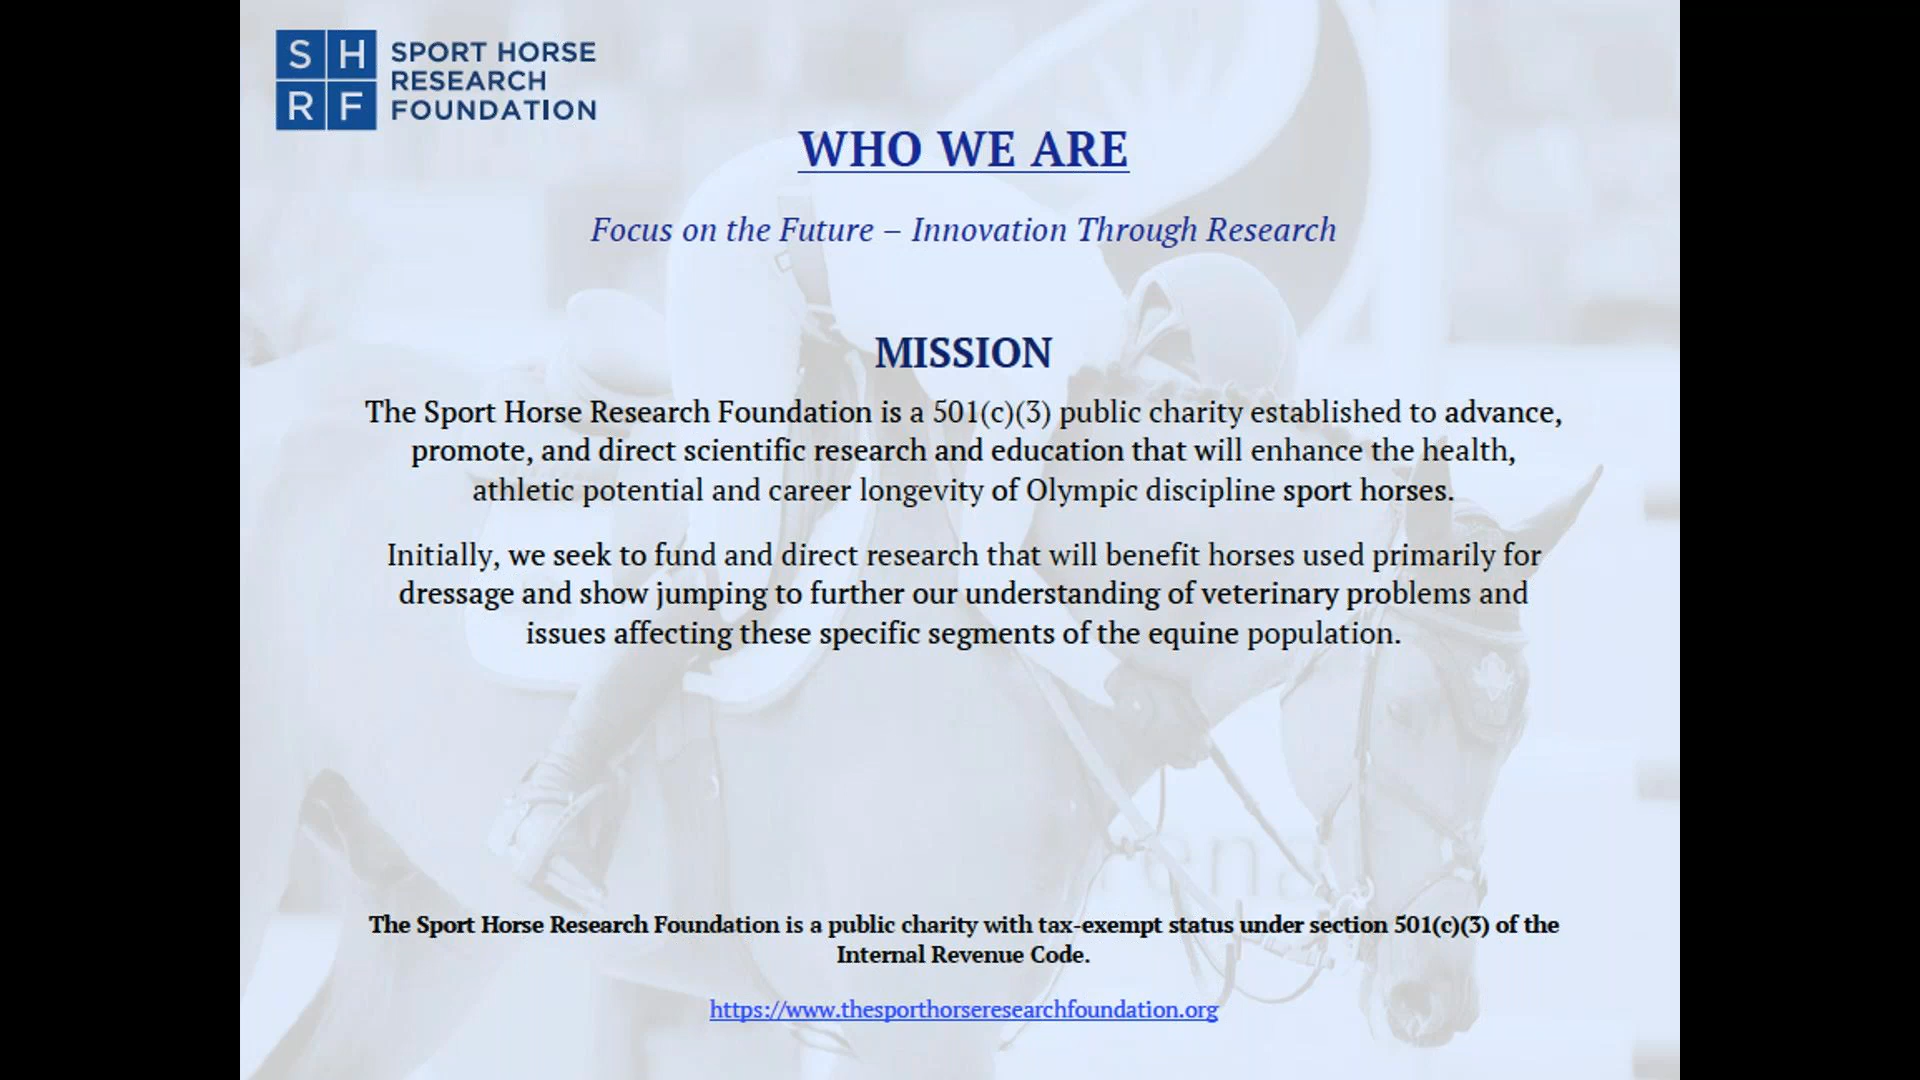 S H
R F
SPORT HORSE
RESEARCH
FOUNDATION
WHO WE ARE
Focus on the Future – Innovation Through Research
MISSION
The Sport Horse Research Foundation is a 501(c)(3) public charity established to advance,
promote, and direct scientific research and education that will enhance the health,
athletic potential and career longevity of Olympic discipline sport horses.
Initially, we seek to fund and direct research that will benefit horses used primarily for
dressage and show jumping to further our understanding of veterinary problems and
issues affecting these specific segments of the equine population.
The Sport Horse Research Foundation is a public charity with tax-exempt status under section 501(c)(3) of the
Internal Revenue Code.
https://www.thesporthorseresearchfoundation.org